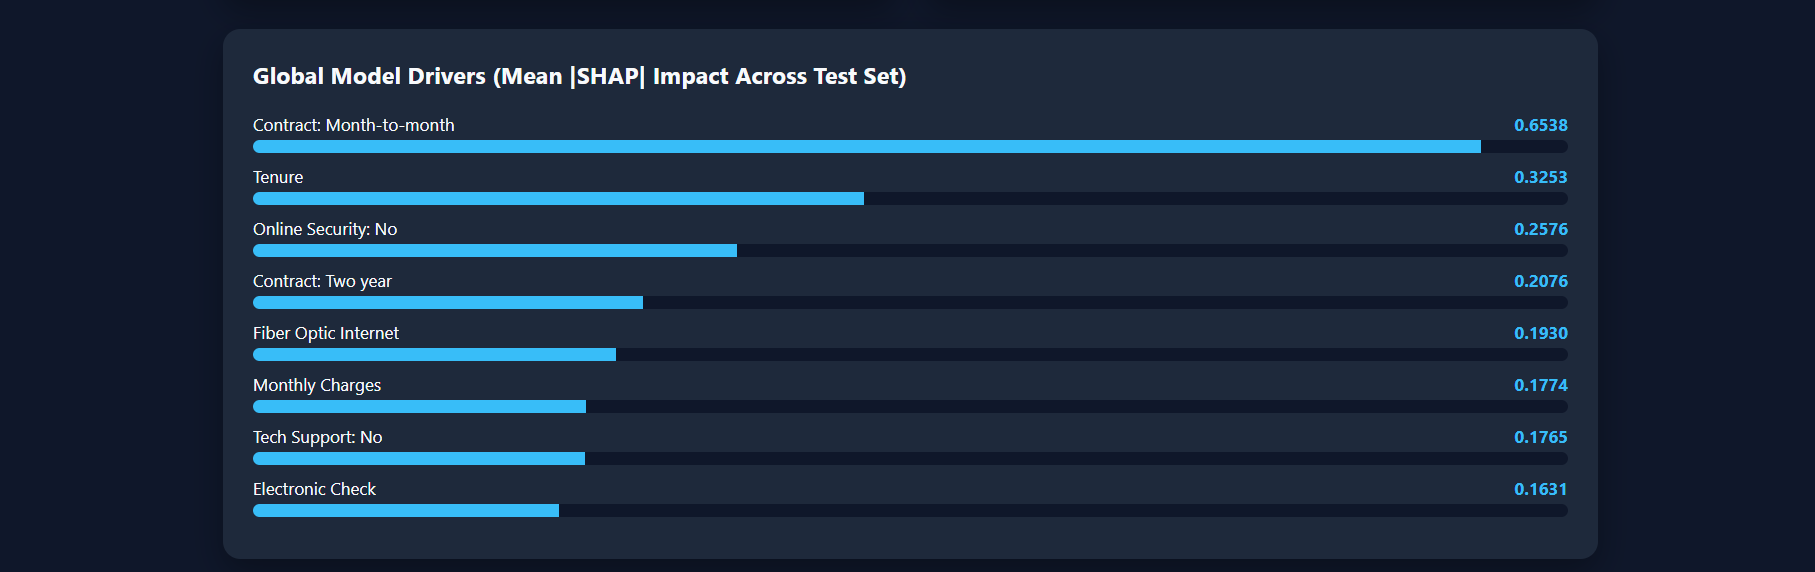 Global Model Drivers (Mean |SHAP| Impact Across Test Set)
Contract: Month-to-month 0.6538
Tenure 0.3253
Online Security: No 0.2576
Contract: Two year 0.2076
Fiber Optic Internet 0.1930
Monthly Charges 0.1774
Tech Support: No 0.1765
Electronic Check 0.1631